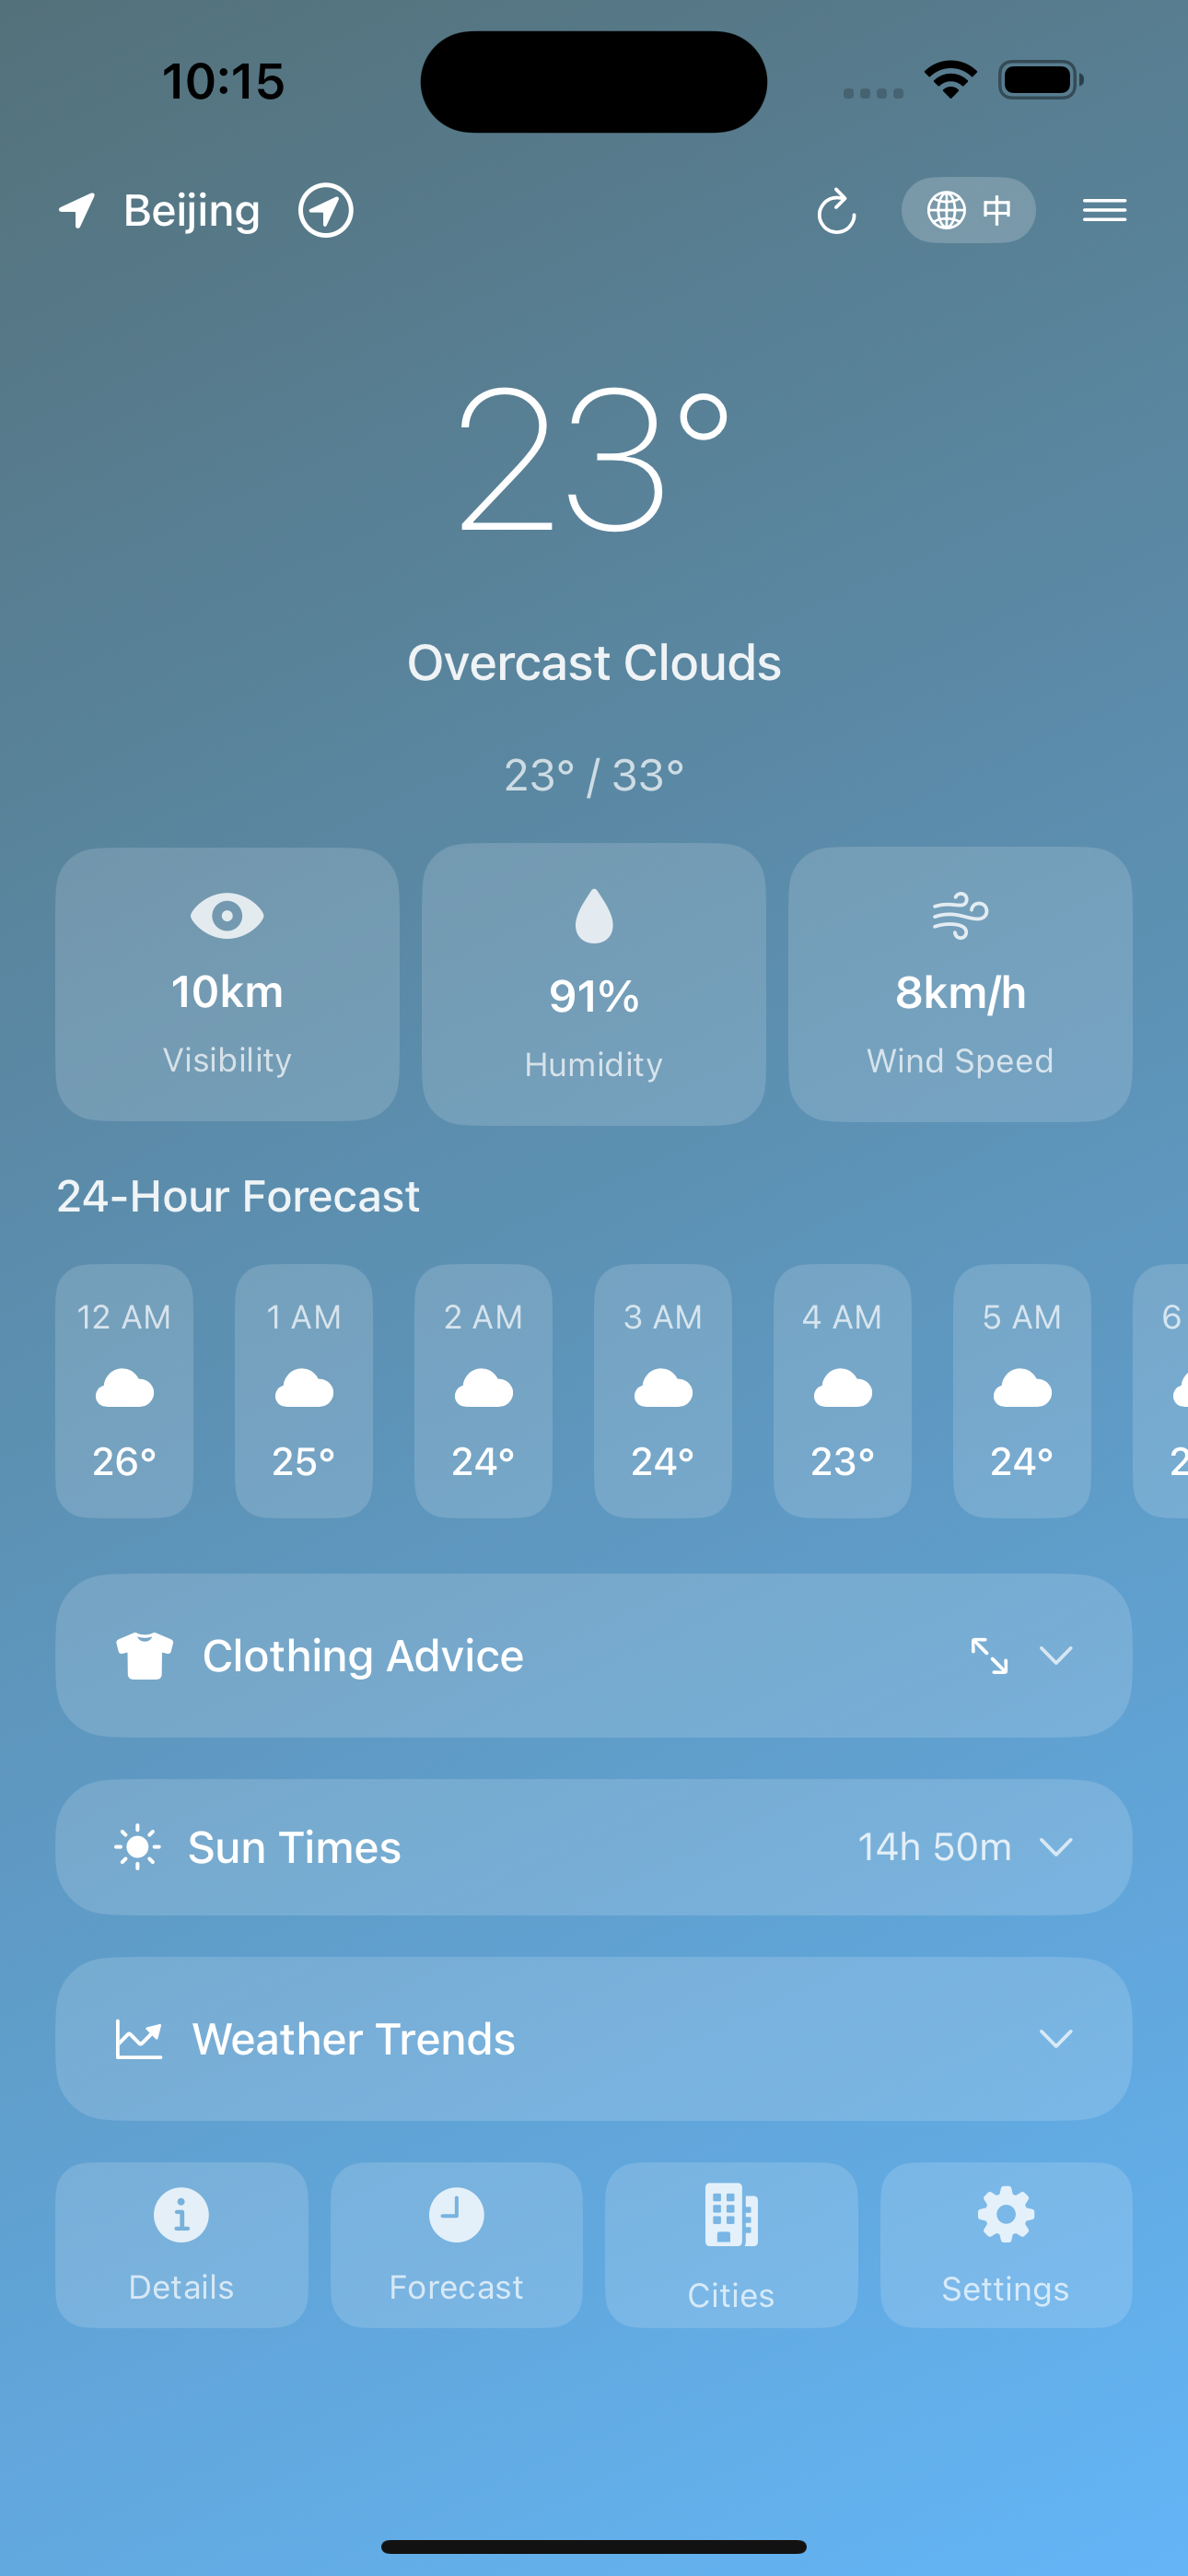 10:15
Beijing
中
23°
Overcast Clouds
23° / 33°
10km
Visibility
91%
Humidity
8km/h
Wind Speed
24-Hour Forecast
12 AM
26°
1 AM
25°
2 AM
24°
3 AM
24°
4 AM
23°
5 AM
24°
6
2
Clothing Advice
Sun Times
14h 50m
Weather Trends
Details
Forecast
Cities
Settings